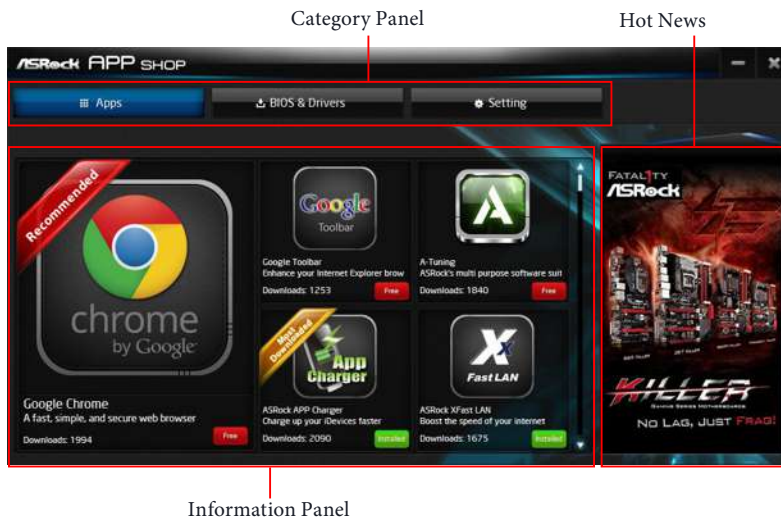 Category Panel
Hot News
ASRock APP SHOP
Apps
BIOS & Drivers
Setting
Recommended
chrome
by Google
Google Chrome
A fast, simple, and secure web browser
Downloads: 1994
Free
Google
Toolbar
Google Toolbar
Enhance your Internet Explorer brow
Downloads: 1253
Free
A-Tuning
ASRock's multi purpose software suit
Downloads: 1840
Free
Most
Downloaded
App
Charger
ASRock APP Charger
Charge up your iDevices faster
Downloads: 2090
Installed
X
FastLAN
ASRock XFast LAN
Boost the speed of your internet
Downloads: 1675
Installed
FATAL1TY
ASRock
KILLER
GAMING SERIES MOTHERBOARDS
NO LAG, JUST FRAG!
Information Panel